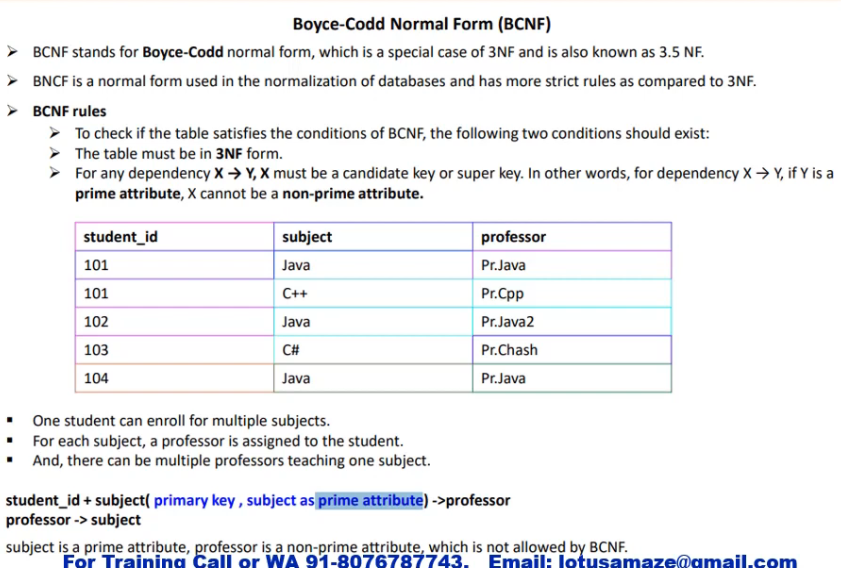 Boyce-Codd Normal Form (BCNF)
➢ BCNF stands for Boyce-Codd normal form, which is a special case of 3NF and is also known as 3.5 NF.
➢ BNCF is a normal form used in the normalization of databases and has more strict rules as compared to 3NF.
➢ BCNF rules
➢ To check if the table satisfies the conditions of BCNF, the following two conditions should exist:
➢ The table must be in 3NF form.
➢ For any dependency X → Y, X must be a candidate key or super key. In other words, for dependency X → Y, if Y is a
prime attribute, X cannot be a non-prime attribute.
student_id subject professor
101 Java Pr.Java
101 C++ Pr.Cpp
102 Java Pr.Java2
103 C# Pr.Chash
104 Java Pr.Java
▪ One student can enroll for multiple subjects.
▪ For each subject, a professor is assigned to the student.
▪ And, there can be multiple professors teaching one subject.
student_id + subject( primary key , subject as prime attribute) ->professor
professor -> subject
subject is a prime attribute, professor is a non-prime attribute, which is not allowed by BCNF.
For Training Call or WA 91-8076787743. Email: lotusamaze@gmail.com